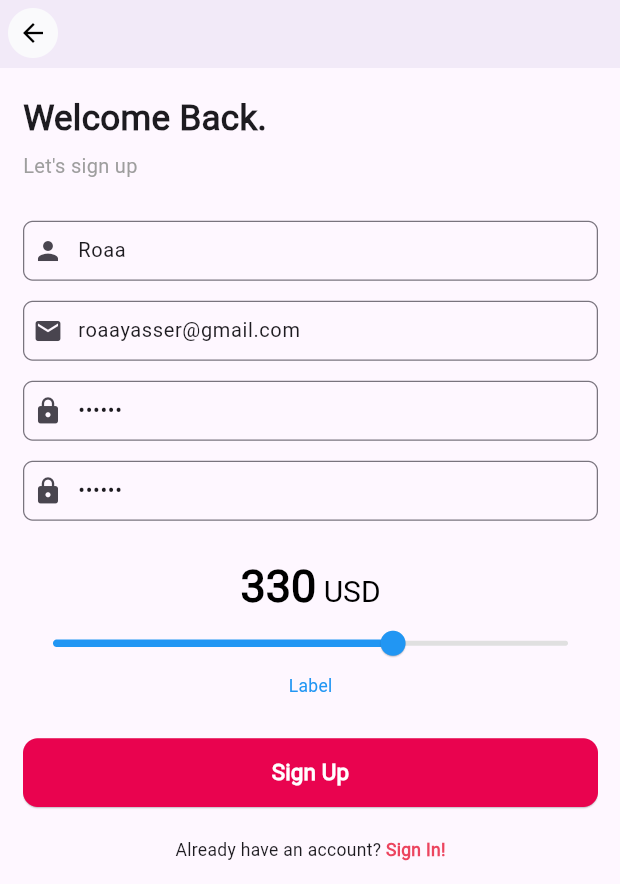 Welcome Back.
Let's sign up
Roaa
roaayasser@gmail.com
••••••
••••••
330 USD
Label
Sign Up
Already have an account? Sign In!